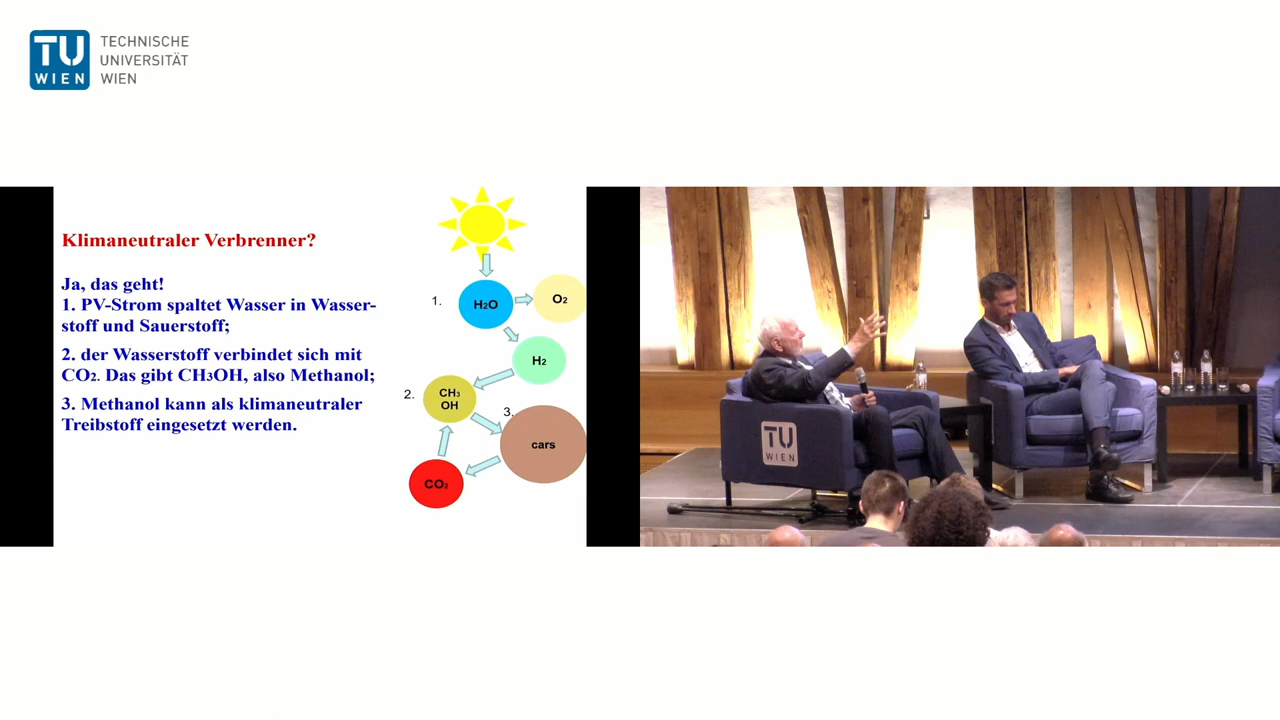 TU
WIEN
TECHNISCHE
UNIVERSITÄT
WIEN
Klimaneutraler Verbrenner?
Ja, das geht!
1. PV-Strom spaltet Wasser in Wasser-
stoff und Sauerstoff;
2. der Wasserstoff verbindet sich mit
CO2. Das gibt CH3OH, also Methanol;
3. Methanol kann als klimaneutraler
Treibstoff eingesetzt werden.
1.
H2O
O2
H2
2.
CH3
OH
3.
cars
CO2
TU
WIEN